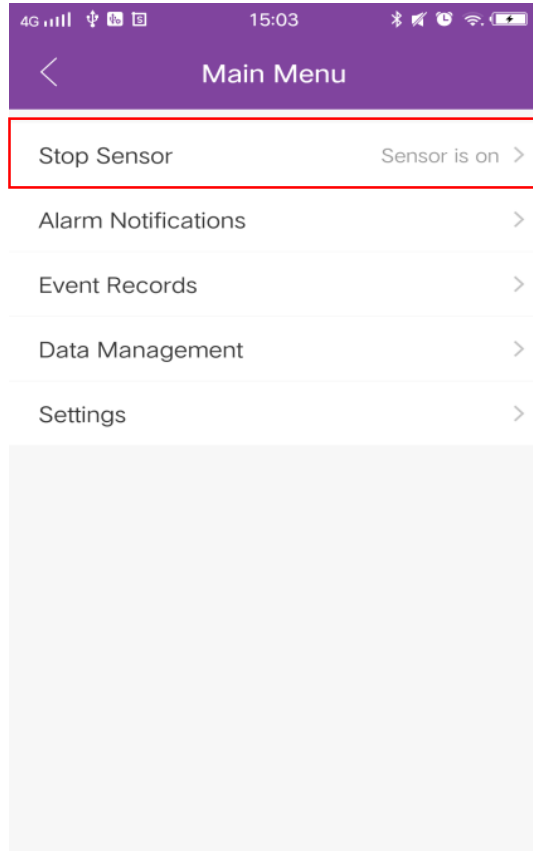 4G 15:03
Main Menu
Stop Sensor Sensor is on
Alarm Notifications
Event Records
Data Management
Settings